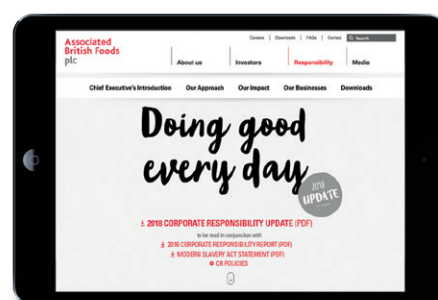 Associated
British Foods
plc
Careers | Downloads | FAQs | Contact
Search
About us
Investors
Responsibility
Media
Chief Executive's Introduction
Our Approach
Our Impact
Our Businesses
Downloads
Doing good
every day
2018
UPDATE
2018 CORPORATE RESPONSIBILITY UPDATE (PDF)
to be read in conjunction with
2016 CORPORATE RESPONSIBILITY REPORT (PDF)
MODERN SLAVERY ACT STATEMENT (PDF)
CR POLICIES